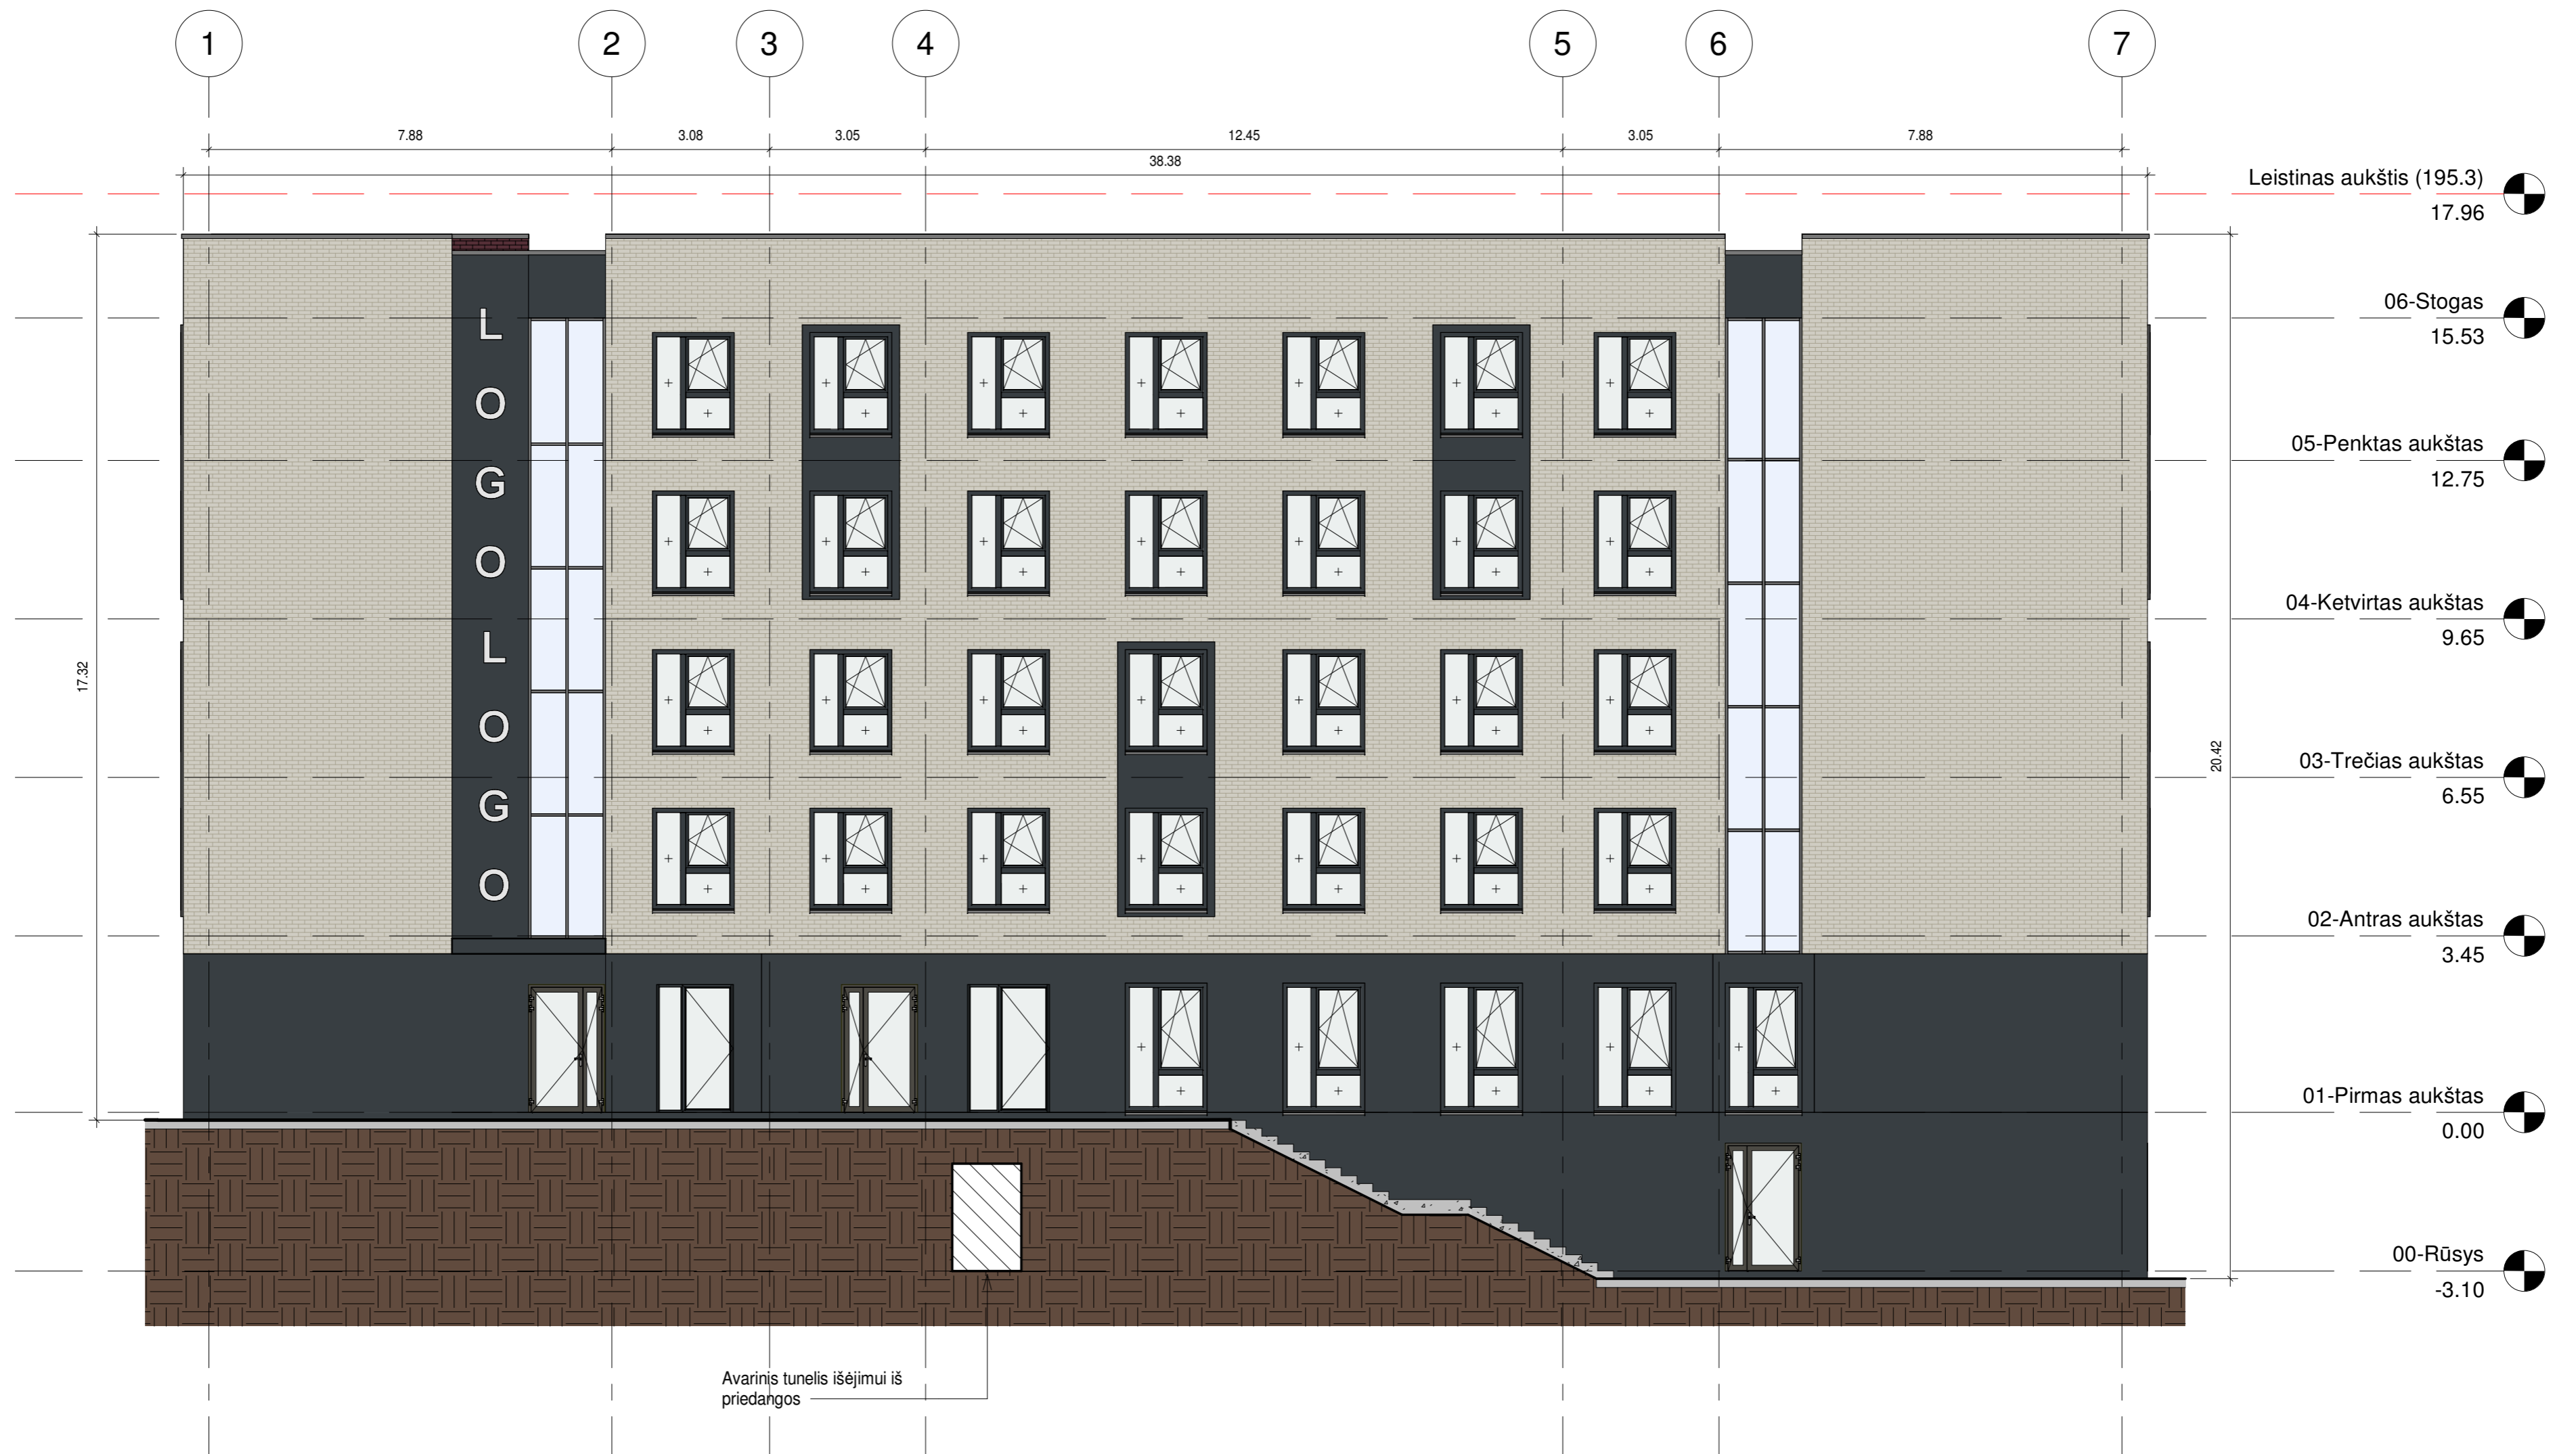 1 2 3 4 5 6 7
7.88 3.08 3.05 12.45 3.05 7.88
38.38
Leistinas aukštis (195.3)
17.96
06-Stogas
15.53
05-Penktas aukštas
12.75
04-Ketvirtas aukštas
9.65
03-Trečias aukštas
6.55
02-Antras aukštas
3.45
01-Pirmas aukštas
0.00
00-Rūsys
-3.10
17.32
20.42
L
O
G
O
L
O
G
O
Avarinis tunelis išėjimui iš
priedangos